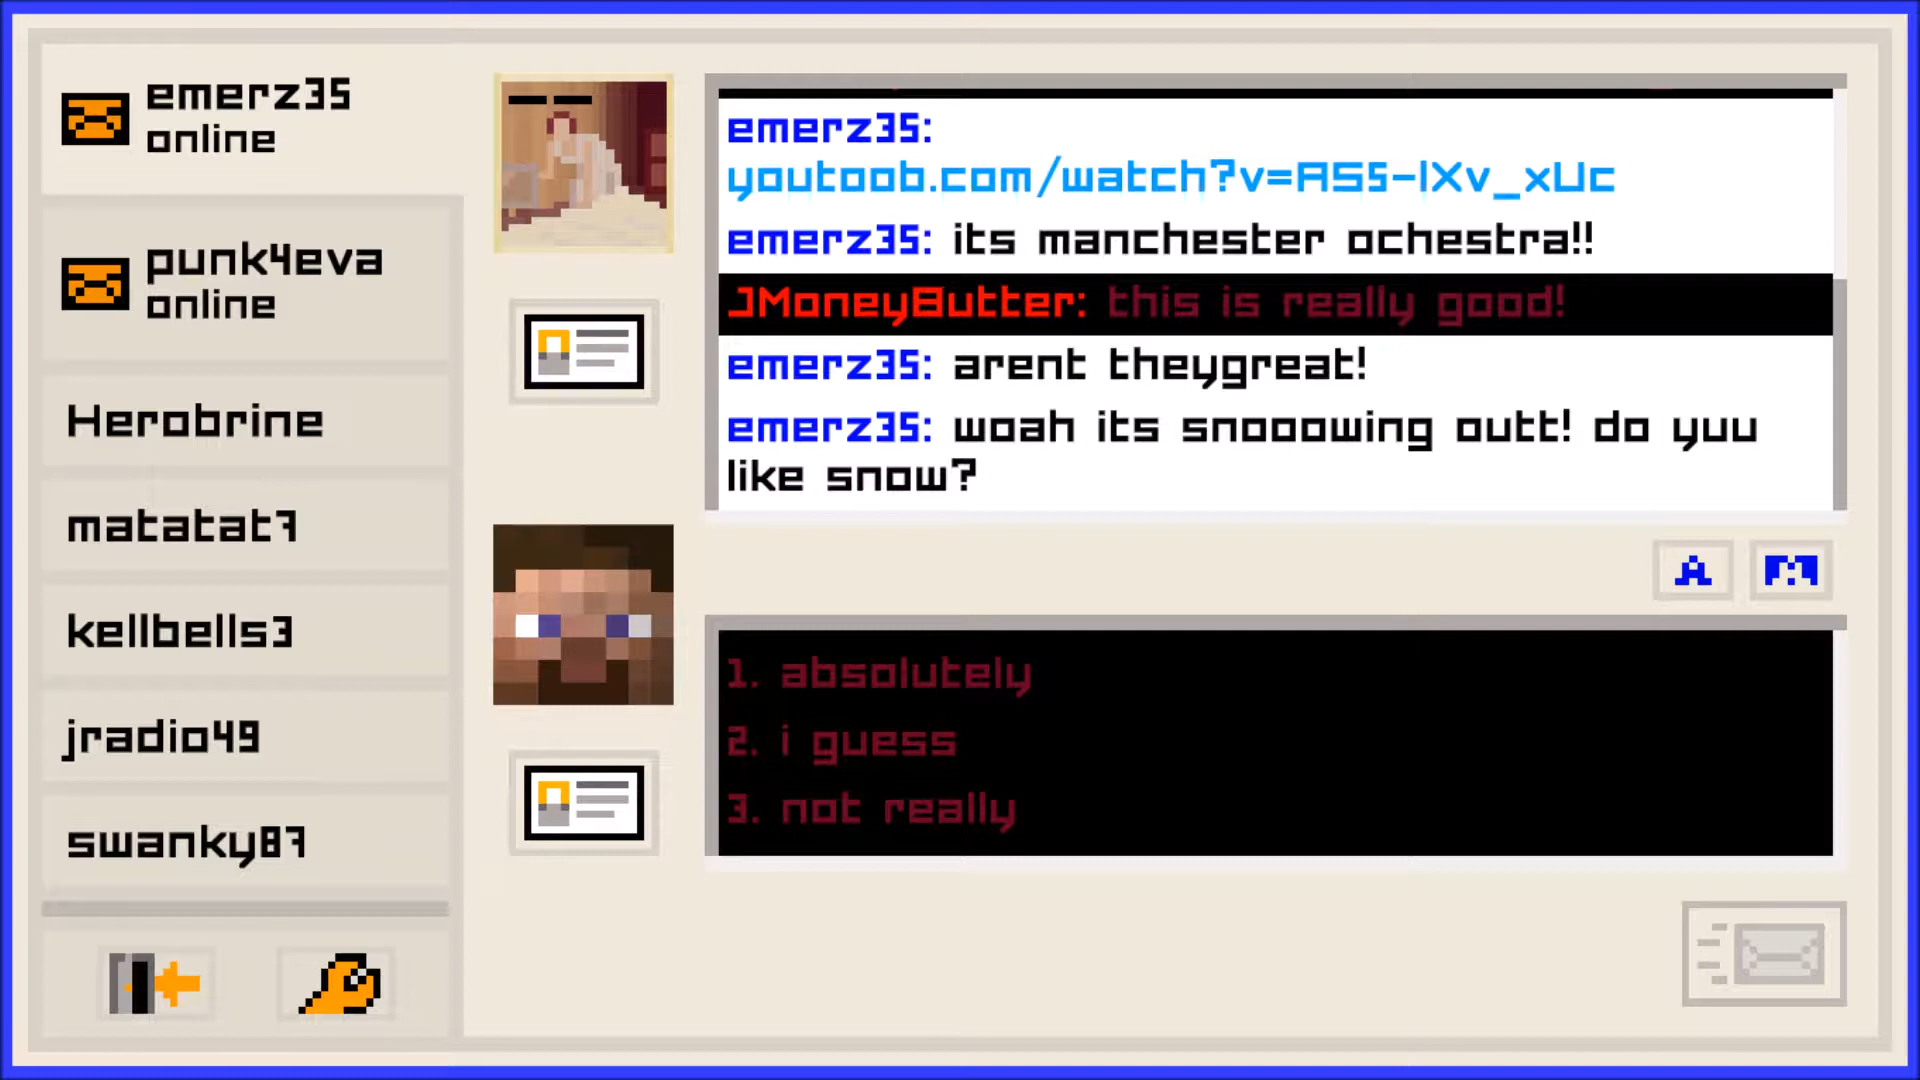 emerz35
online
punk4eva
online
Herobrine
matatat7
kellbells3
jradio49
swanky87
emerz35:
youtoob.com/watch?v=AS5-IXv_xUc
emerz35: its manchester ochestra!!
JMoneyButter: this is really good!
emerz35: arent theygreat!
emerz35: woah its snooowing outt! do yuu
like snow?
A
1. absolutely
2. i guess
3. not really